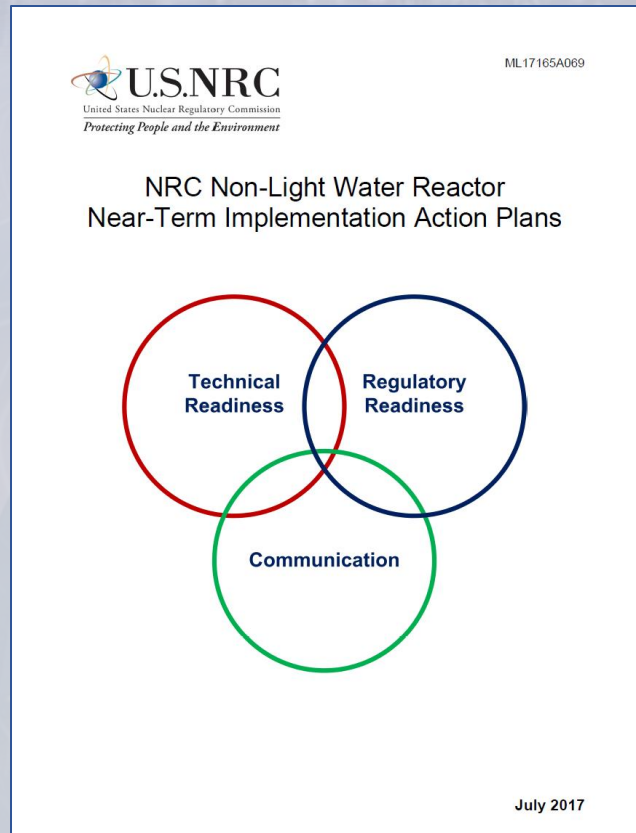 ML17165A069
U.S.NRC
United States Nuclear Regulatory Commission
Protecting People and the Environment
NRC Non-Light Water Reactor
Near-Term Implementation Action Plans
Technical
Readiness
Regulatory
Readiness
Communication
July 2017